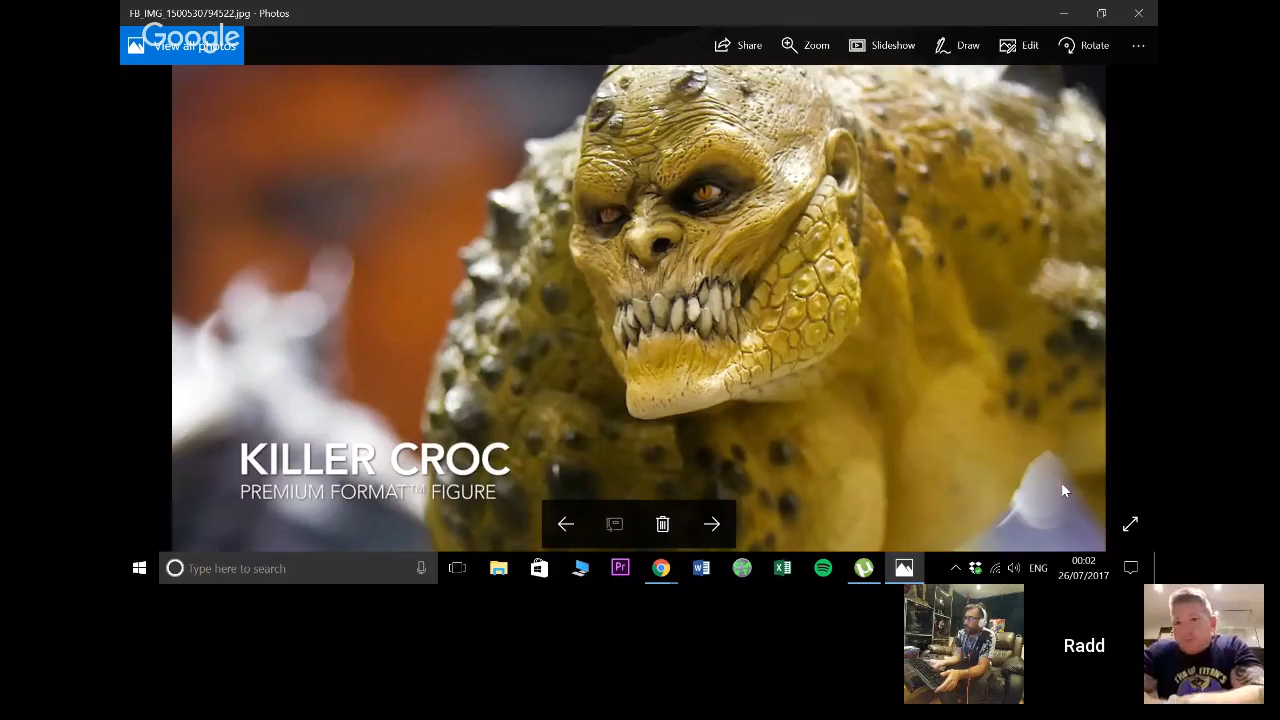 FB_IMG_1500530794522.jpg - Photos
Google
View all photos
Share
Zoom
Slideshow
Draw
Edit
Rotate
KILLER CROC
PREMIUM FORMAT™ FIGURE
Type here to search
Pr
ENG
00:02
26/07/2017
Radd